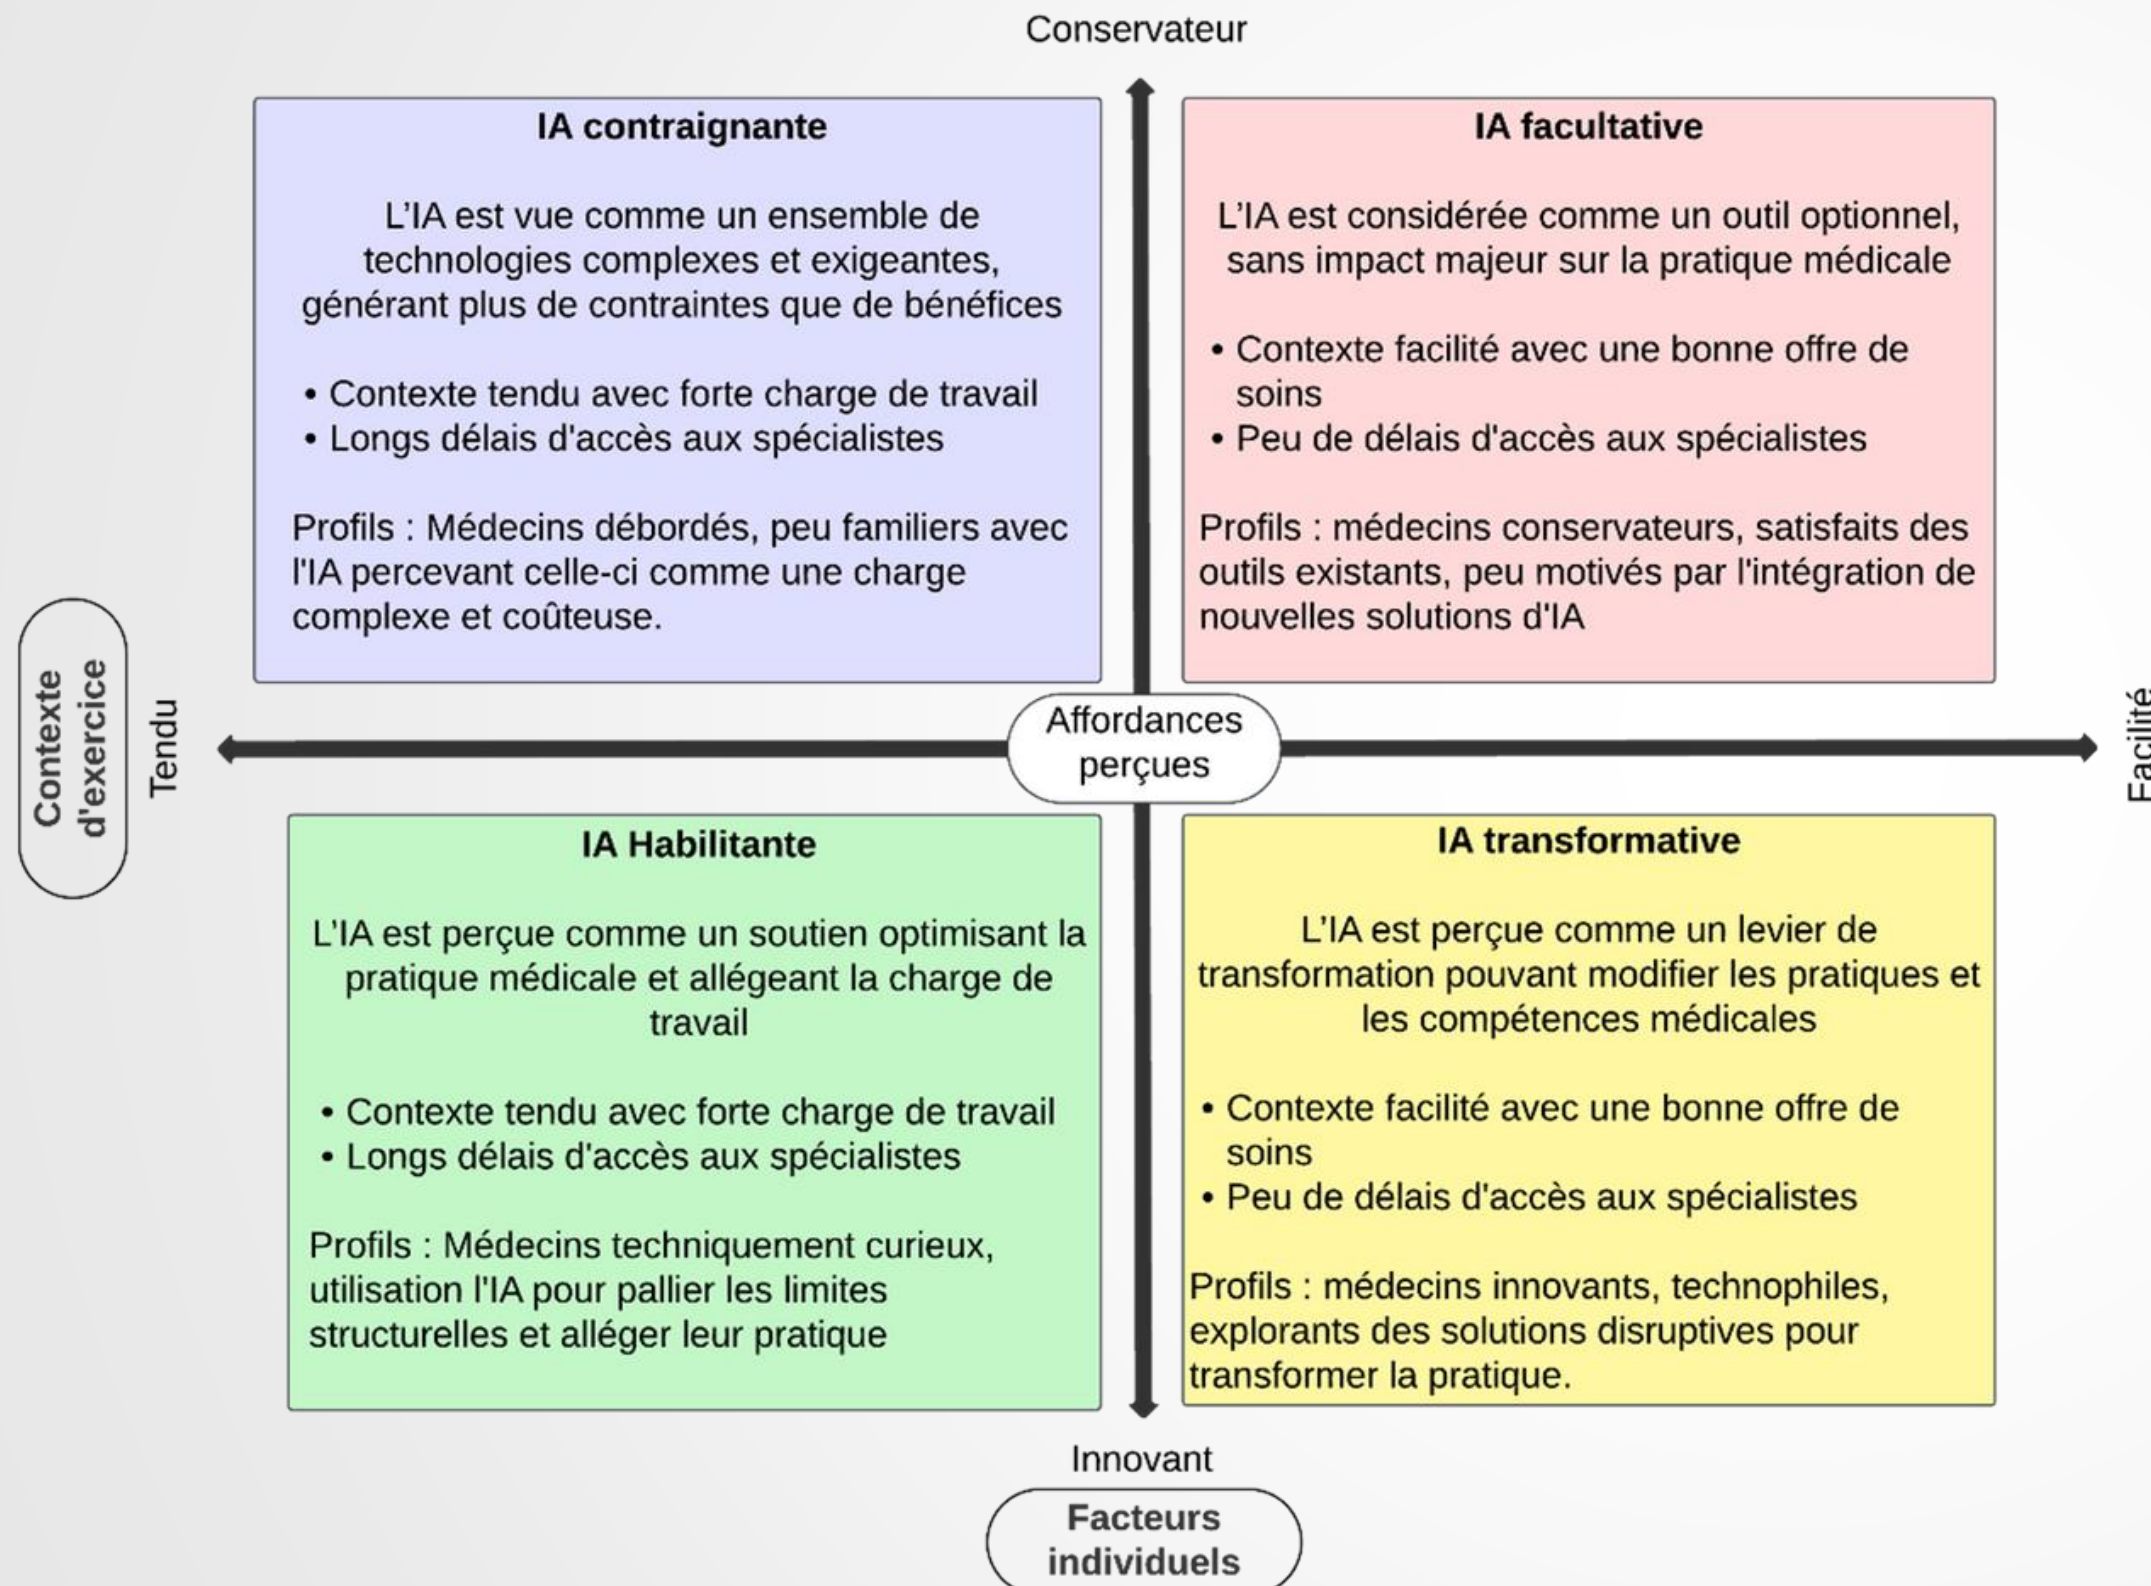 Conservateur
IA contraignante
L’IA est vue comme un ensemble de
technologies complexes et exigeantes,
générant plus de contraintes que de bénéfices
• Contexte tendu avec forte charge de travail
• Longs délais d'accès aux spécialistes
Profils : Médecins débordés, peu familiers avec
l'IA percevant celle-ci comme une charge
complexe et coûteuse.
IA facultative
L’IA est considérée comme un outil optionnel,
sans impact majeur sur la pratique médicale
• Contexte facilité avec une bonne offre de
soins
• Peu de délais d'accès aux spécialistes
Profils : médecins conservateurs, satisfaits des
outils existants, peu motivés par l'intégration de
nouvelles solutions d'IA
Contexte
d'exercice
Tendu
Affordances
perçues
Facilité
IA Habilitante
L'IA est perçue comme un soutien optimisant la
pratique médicale et allégeant la charge de
travail
• Contexte tendu avec forte charge de travail
• Longs délais d'accès aux spécialistes
Profils : Médecins techniquement curieux,
utilisation l'IA pour pallier les limites
structurelles et alléger leur pratique
IA transformative
L’IA est perçue comme un levier de
transformation pouvant modifier les pratiques et
les compétences médicales
• Contexte facilité avec une bonne offre de
soins
• Peu de délais d'accès aux spécialistes
Profils : médecins innovants, technophiles,
explorants des solutions disruptives pour
transformer la pratique.
Innovant
Facteurs
individuels